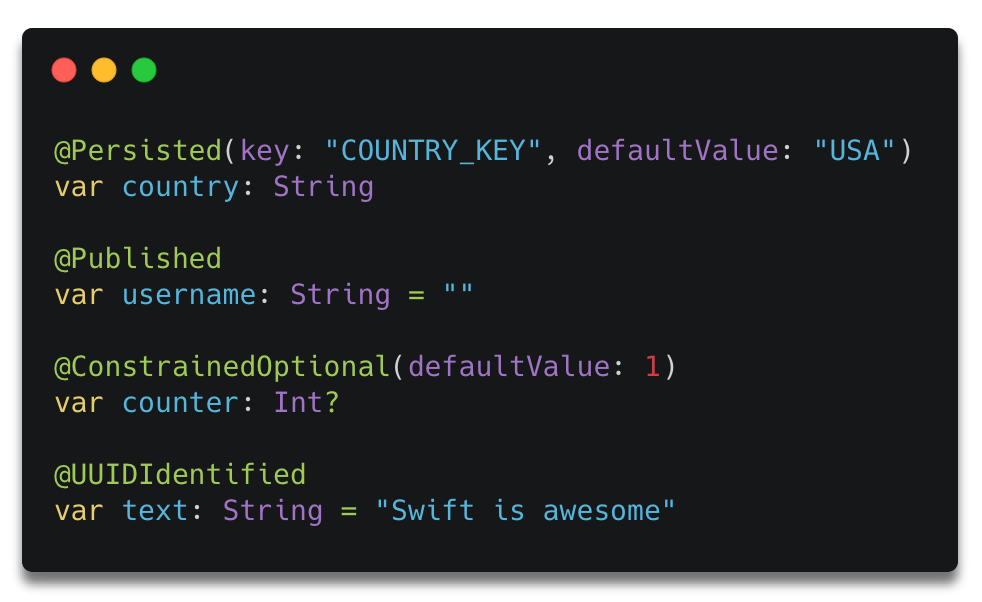 @Persisted(key: "COUNTRY_KEY", defaultValue: "USA")
var country: String
@Published
var username: String = ""
@ConstrainedOptional(defaultValue: 1)
var counter: Int?
@UUIDIdentified
var text: String = "Swift is awesome"